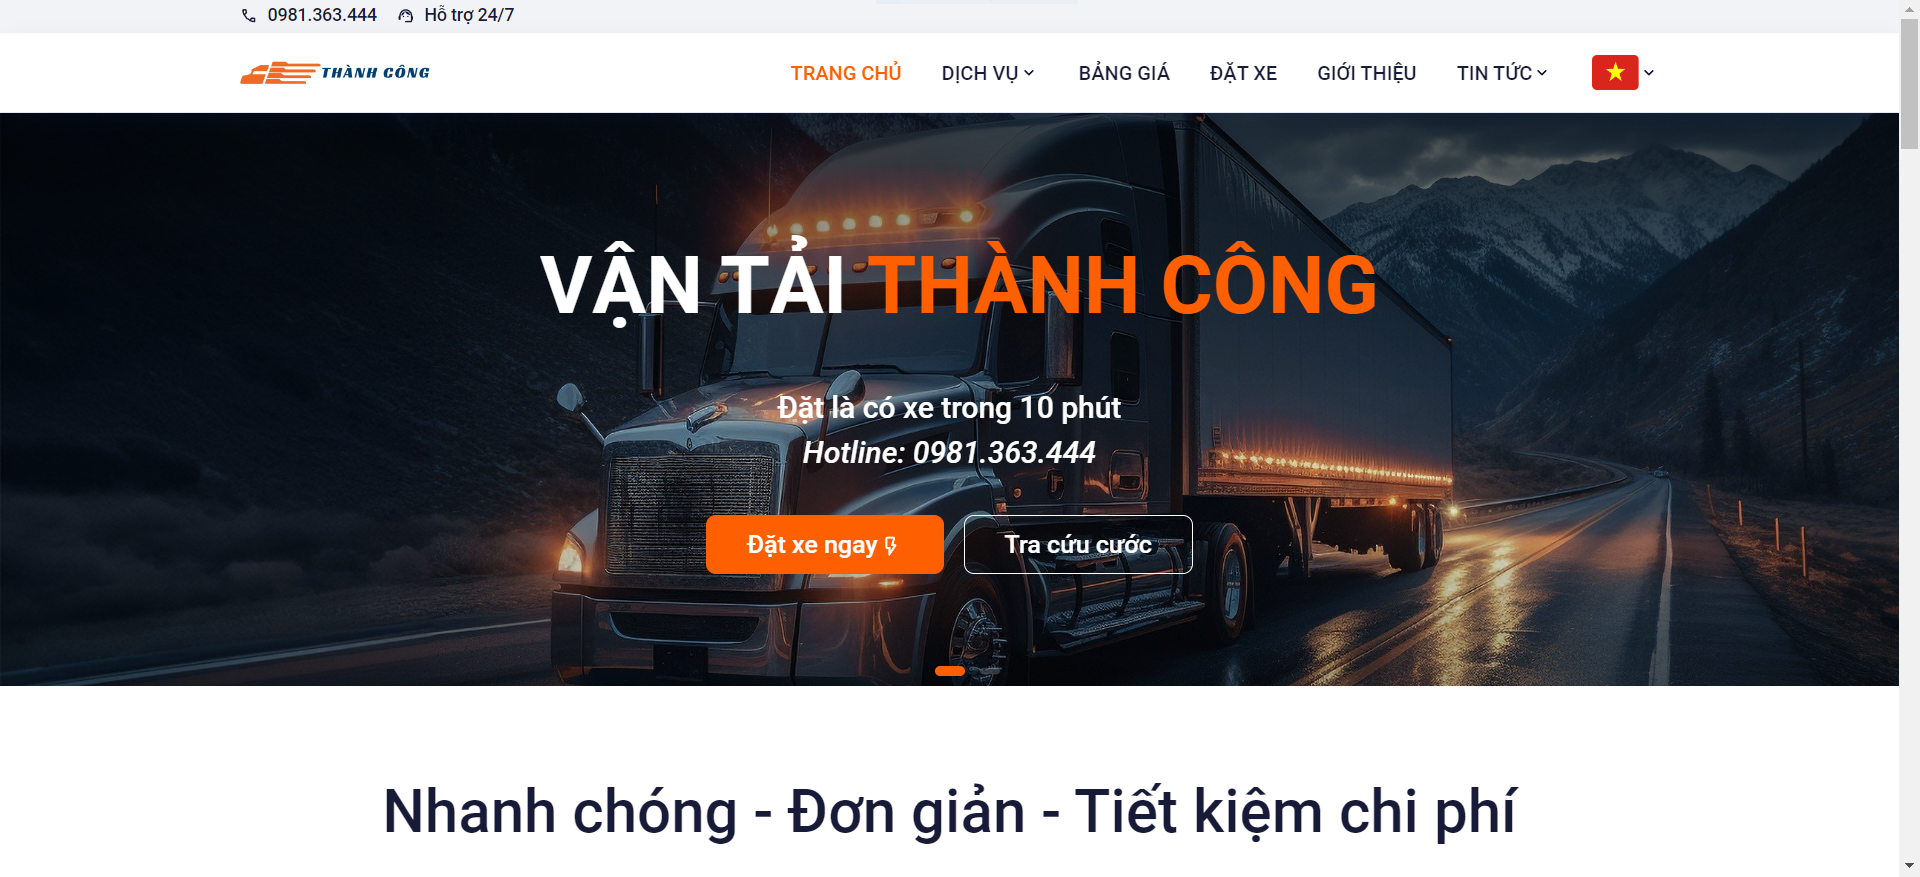 0981.363.444 Hỗ trợ 24/7
THÀNH CÔNG
TRANG CHỦ DỊCH VỤ BẢNG GIÁ ĐẶT XE GIỚI THIỆU TIN TỨC
VẬN TẢI THÀNH CÔNG
Đặt là có xe trong 10 phút
Hotline: 0981.363.444
Đặt xe ngay Tra cứu cước
Nhanh chóng - Đơn giản - Tiết kiệm chi phí